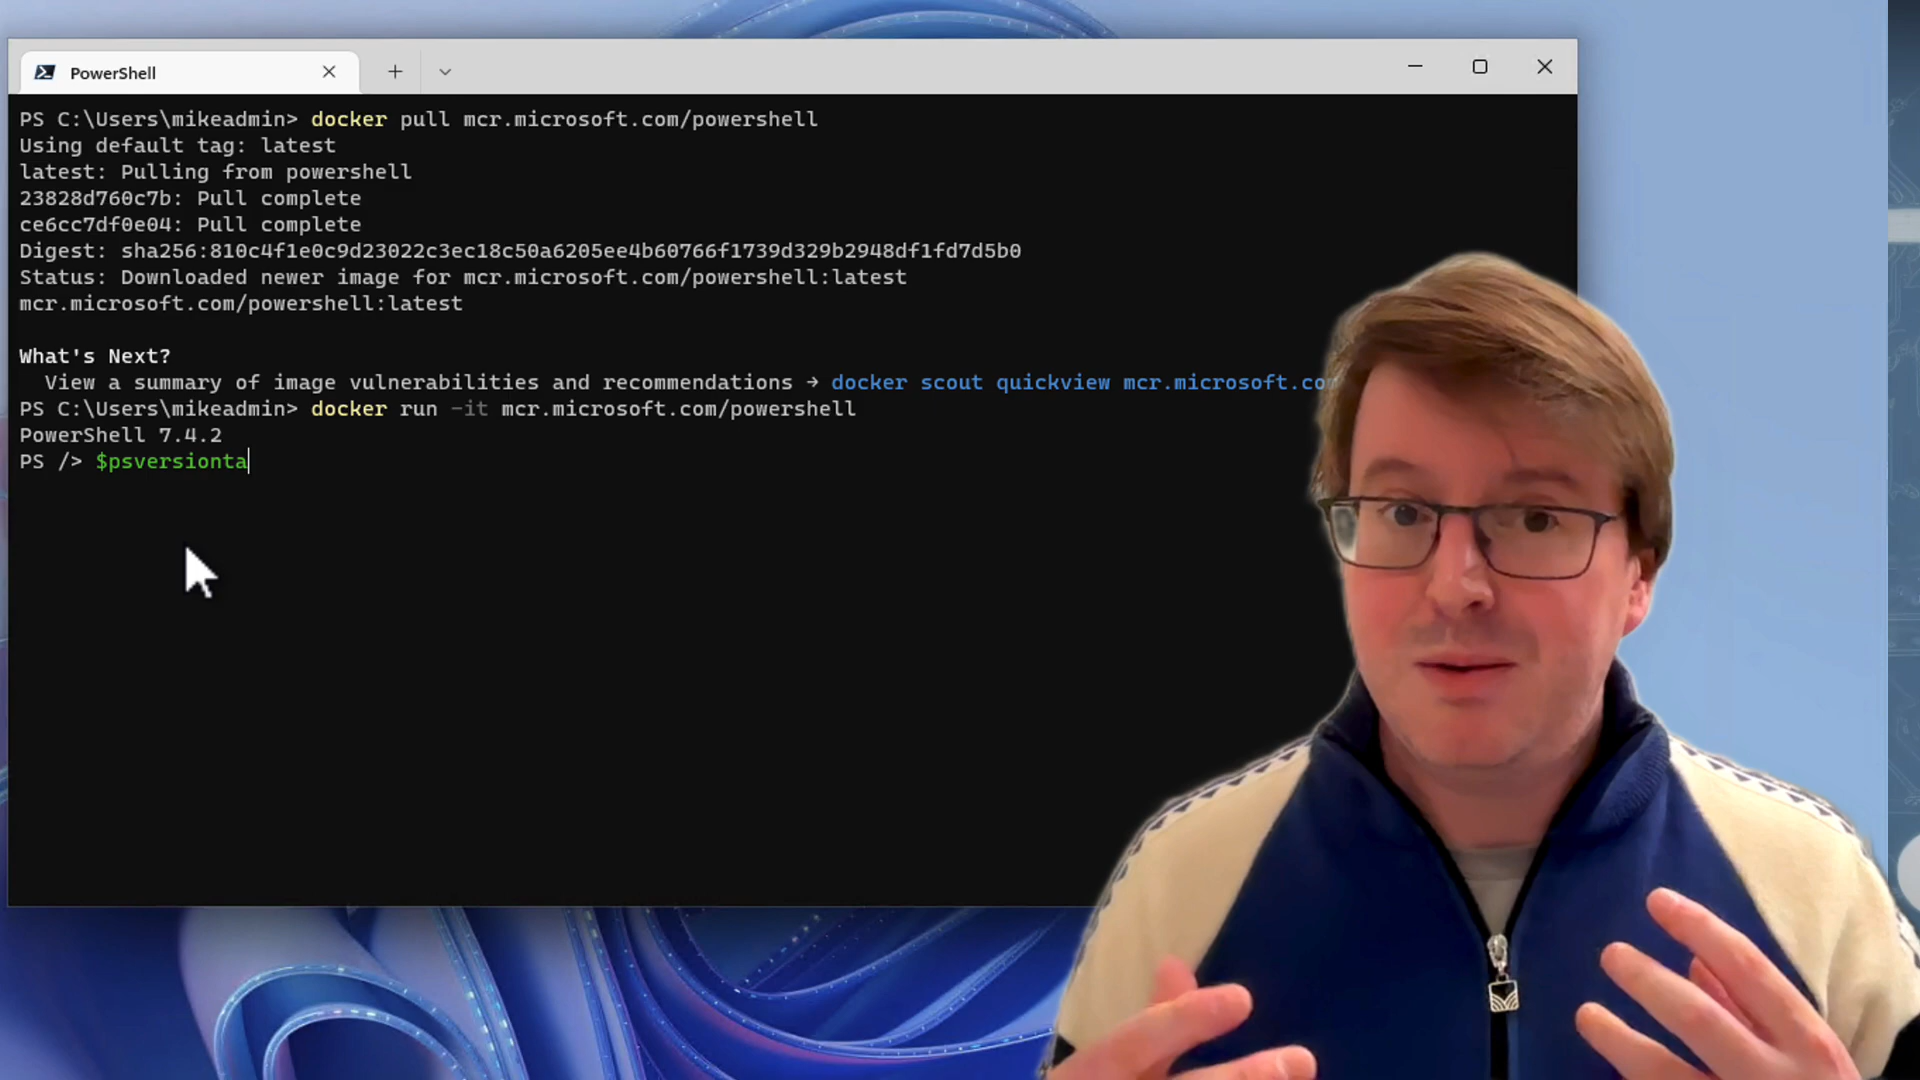 PowerShell
PS C:\Users\mikeadmin> docker pull mcr.microsoft.com/powershell
Using default tag: latest
latest: Pulling from powershell
23828d760c7b: Pull complete
ce6cc7df0e04: Pull complete
Digest: sha256:810c4f1e0c9d23022c3ec18c50a6205ee4b60766f1739d329b2948df1fd7d5b0
Status: Downloaded newer image for mcr.microsoft.com/powershell:latest
mcr.microsoft.com/powershell:latest
What's Next?
View a summary of image vulnerabilities and recommendations → docker scout quickview mcr.microsoft.com
PS C:\Users\mikeadmin> docker run -it mcr.microsoft.com/powershell
PowerShell 7.4.2
PS /> $psversionta